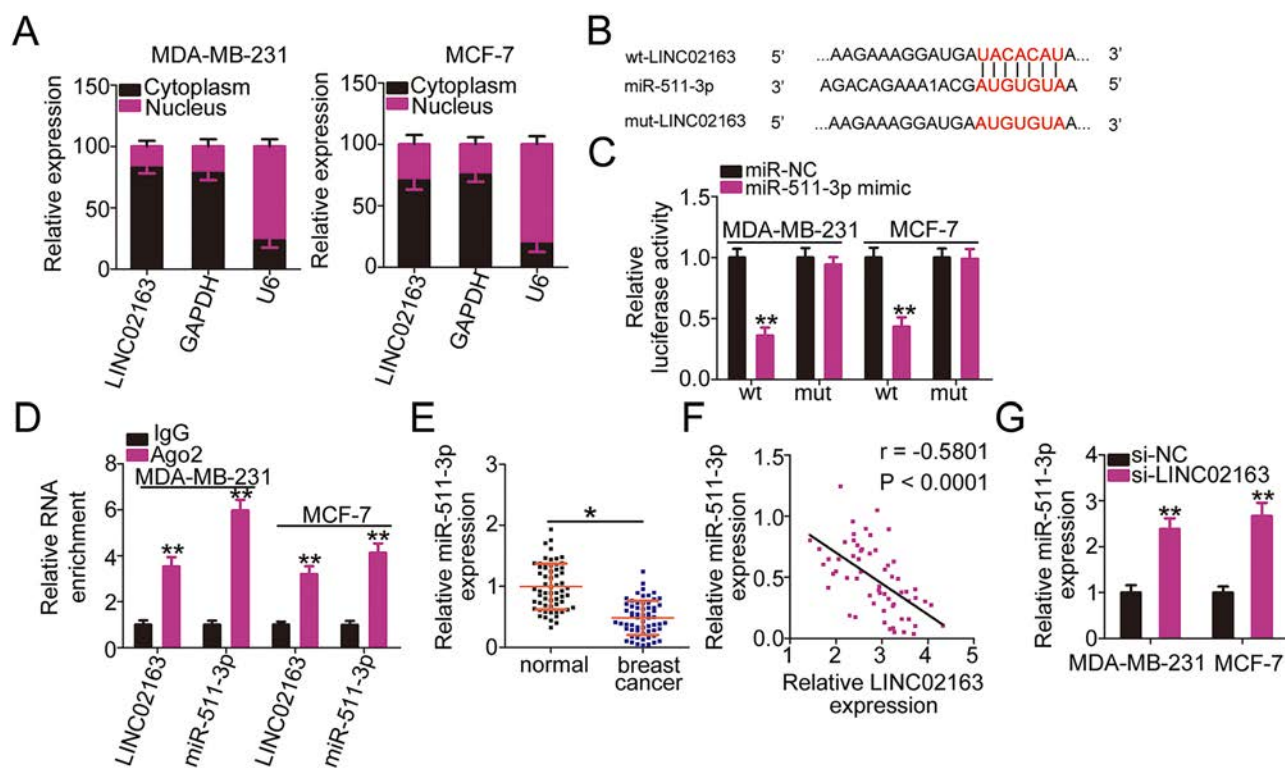 A
MDA-MB-231
MCF-7
Relative expression
150
100
50
0
Cytoplasm
Nucleus
LINC02163
GAPDH
U6
Relative expression
150
100
50
0
Cytoplasm
Nucleus
LINC02163
GAPDH
U6
B
wt-LINC02163 5' ...AAGAAAGGAUGAUACACAUA... 3'
miR-511-3p 3' AGACAGAAA1ACGAUGUGUAA 5'
mut-LINC02163 5' ...AAGAAAGGAUGAAUGUGUAA... 3'
C
miR-NC
miR-511-3p mimic
Relative
luciferase activity
1.5
1.0
0.5
0.0
MDA-MB-231
MCF-7
**
**
wt mut wt mut
D
IgG
Ago2
Relative RNA
enrichment
8
6
4
2
0
MDA-MB-231
MCF-7
**
**
**
**
LINC02163
miR-511-3p
LINC02163
miR-511-3p
E
Relative miR-511-3p
expression
3
2
1
0
*
normal
breast
cancer
F
Relative miR-511-3p
expression
1.5
1.0
0.5
0.0
r = -0.5801
P < 0.0001
1 2 3 4 5
Relative LINC02163
expression
G
si-NC
si-LINC02163
Relative miR-511-3p
expression
4
3
2
1
0
**
**
MDA-MB-231 MCF-7